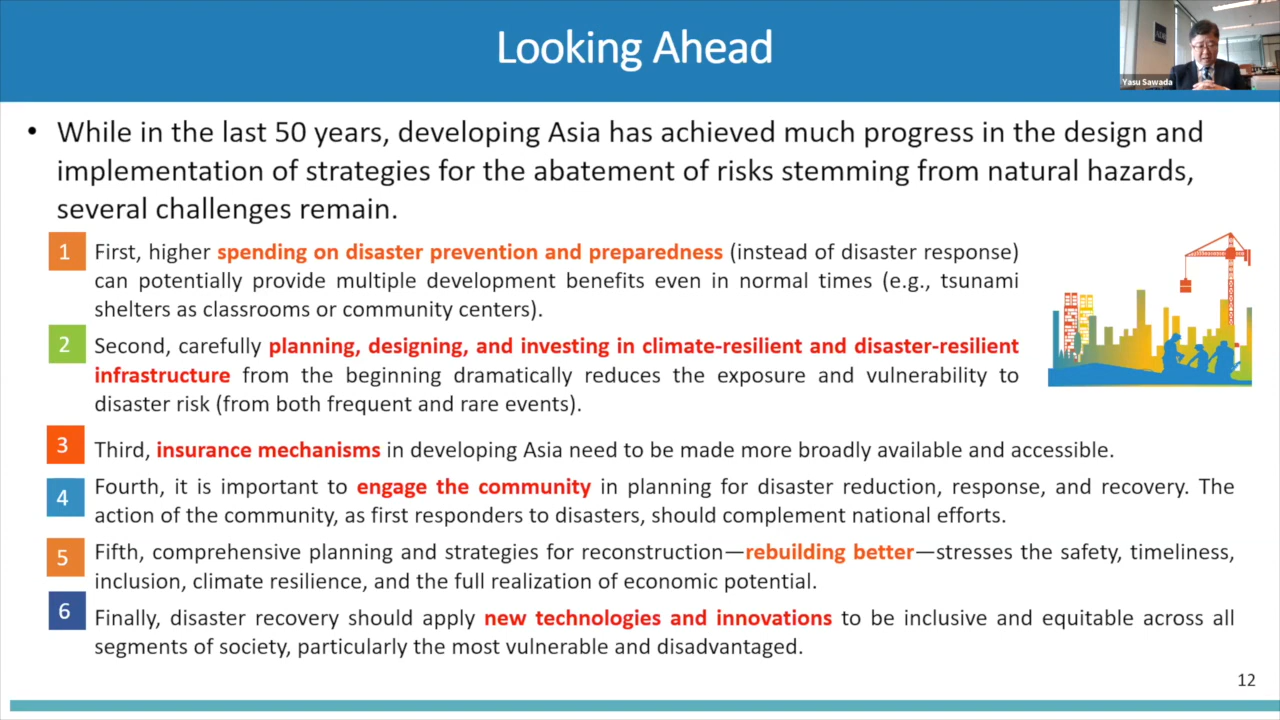 Looking Ahead
Yasu Sawada
• While in the last 50 years, developing Asia has achieved much progress in the design and
implementation of strategies for the abatement of risks stemming from natural hazards,
several challenges remain.
1 First, higher spending on disaster prevention and preparedness (instead of disaster response)
can potentially provide multiple development benefits even in normal times (e.g., tsunami
shelters as classrooms or community centers).
2 Second, carefully planning, designing, and investing in climate-resilient and disaster-resilient
infrastructure from the beginning dramatically reduces the exposure and vulnerability to
disaster risk (from both frequent and rare events).
3 Third, insurance mechanisms in developing Asia need to be made more broadly available and accessible.
4 Fourth, it is important to engage the community in planning for disaster reduction, response, and recovery. The
action of the community, as first responders to disasters, should complement national efforts.
5 Fifth, comprehensive planning and strategies for reconstruction—rebuilding better—stresses the safety, timeliness,
inclusion, climate resilience, and the full realization of economic potential.
6 Finally, disaster recovery should apply new technologies and innovations to be inclusive and equitable across all
segments of society, particularly the most vulnerable and disadvantaged.
12